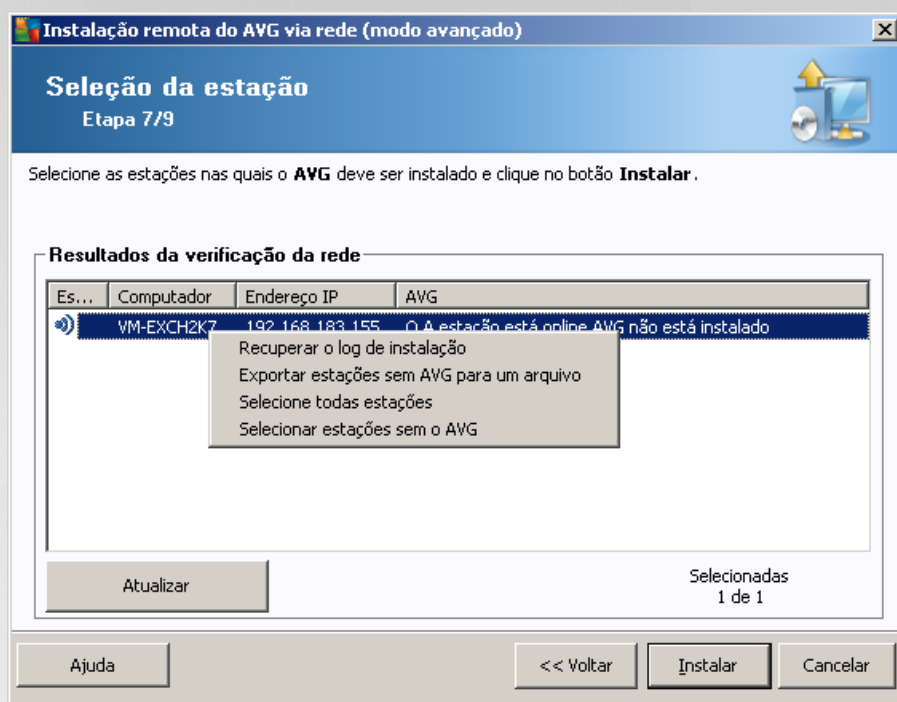 Instalação remota do AVG via rede (modo avançado)
Seleção da estação
Etapa 7/9
Selecione as estações nas quais o AVG deve ser instalado e clique no botão Instalar.
Resultados da verificação da rede
Es... Computador Endereço IP AVG
VM-EXCH2K7 192.168.183.155 O A estação está online AVG não está instalado
Recuperar o log de instalação
Exportar estações sem AVG para um arquivo
Selecione todas estações
Selecionar estações sem o AVG
Atualizar
Selecionadas
1 de 1
Ajuda << Voltar Instalar Cancelar